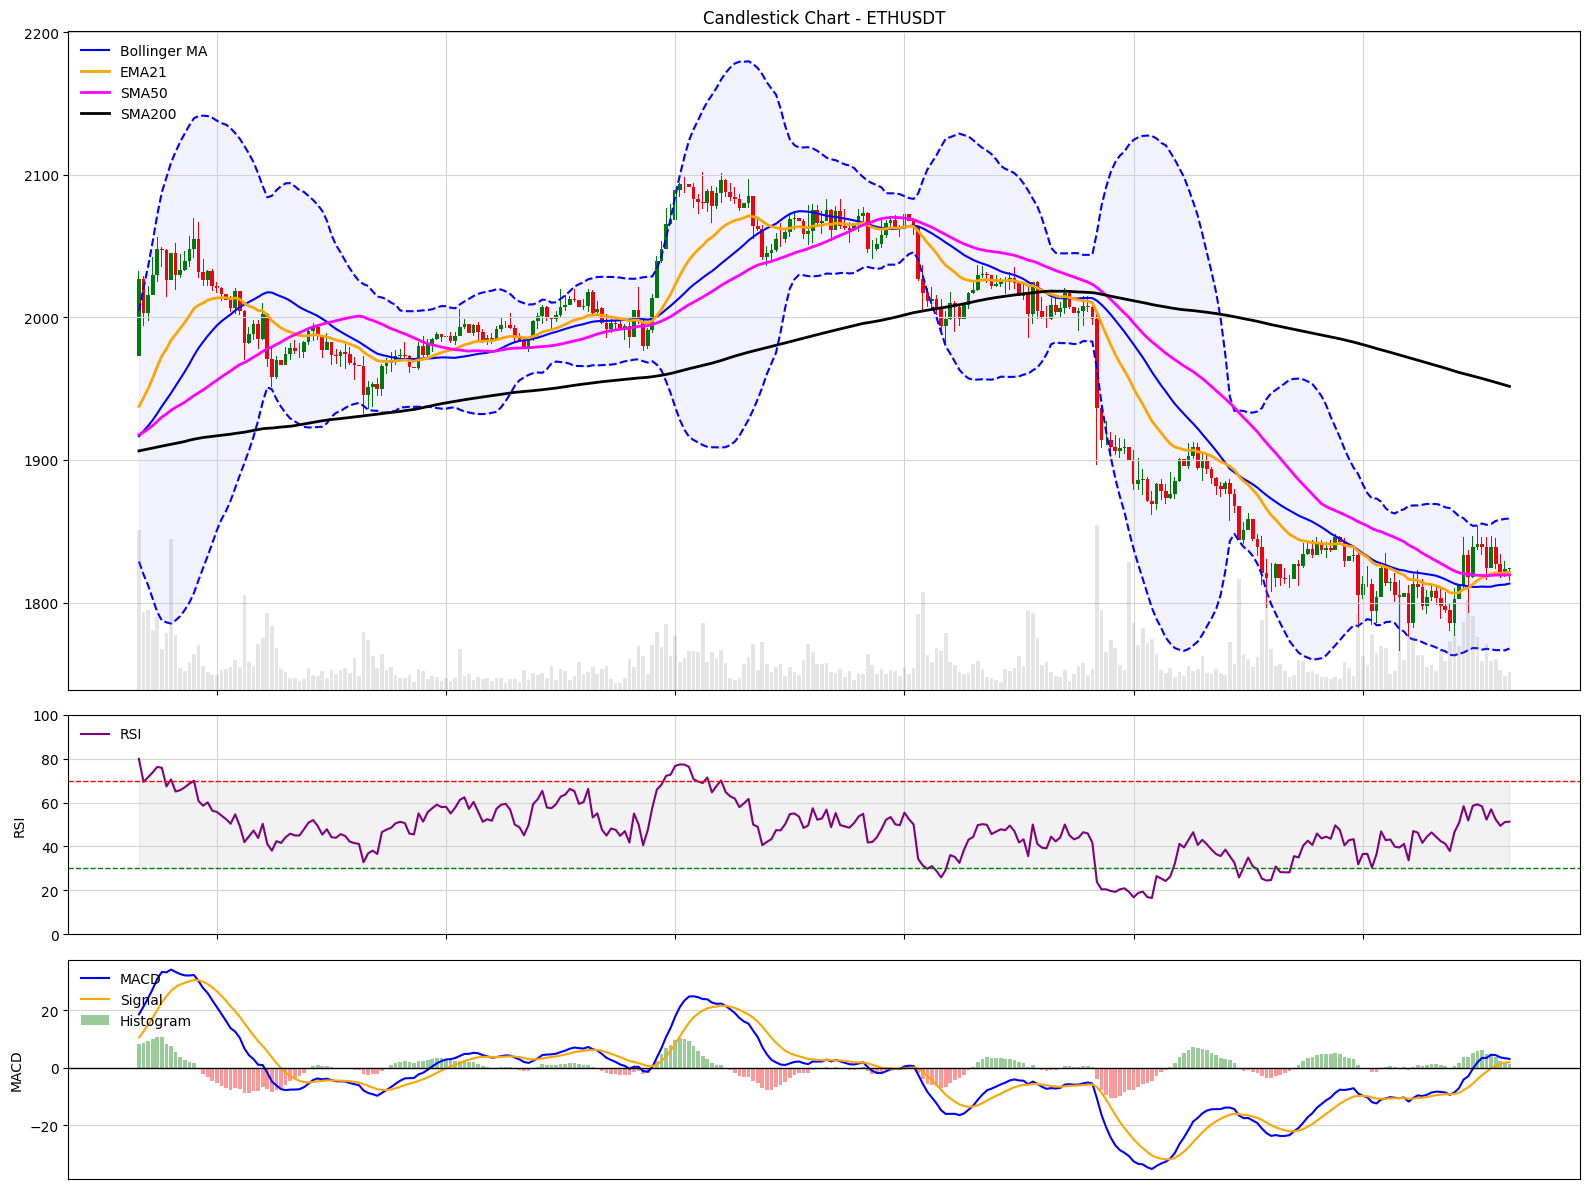 Candlestick Chart - ETHUSDT
2200
Bollinger MA
EMA21
SMA50
SMA200
2100
2000
1900
1800
100
RSI
80
60
RSI
40
20
0
MACD
Signal
Histogram
20
MACD
0
−20